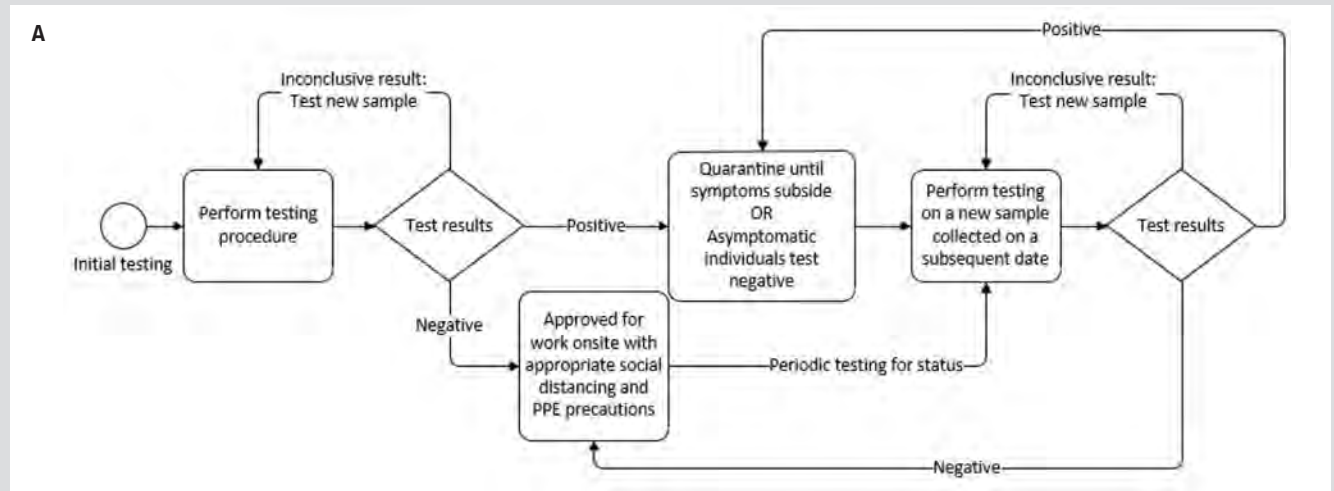 A
Positive
Inconclusive result:
Test new sample
Inconclusive result:
Test new sample
Initial testing
Perform testing
procedure
Test results
Positive
Quarantine until
symptoms subside
OR
Asymptomatic
individuals test
negative
Perform testing
on a new sample
collected on a
subsequent date
Test results
Negative
Approved for
work onsite with
appropriate social
distancing and
PPE precautions
Periodic testing for status
Negative